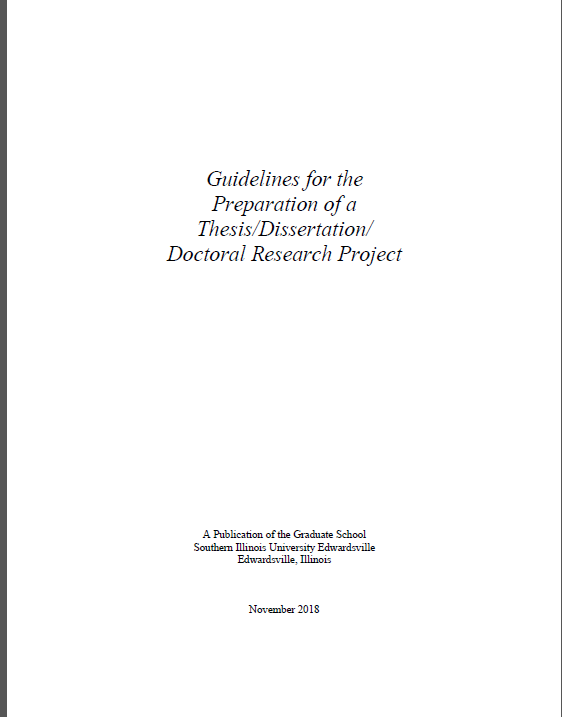 Guidelines for the
Preparation of a
Thesis/Dissertation/
Doctoral Research Project
A Publication of the Graduate School
Southern Illinois University Edwardsville
Edwardsville, Illinois
November 2018